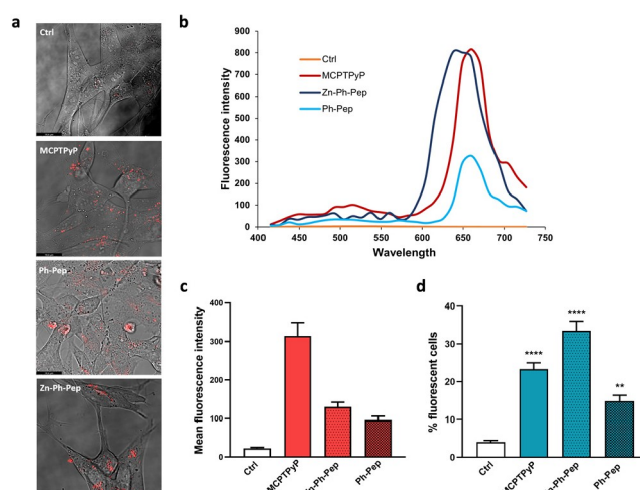 a
Ctrl
MCPTPyP
Ph-Pep
Zn-Ph-Pep
b
Fluorescence intensity
900
800
700
600
500
400
300
200
100
0
Ctrl
MCPTPyP
Zn-Ph-Pep
Ph-Pep
400 450 500 550 600 650 700 750
Wavelength
c
Mean fluorescence intensity
400
300
200
100
0
Ctrl
MCPTPyP
Zn-Ph-Pep
Ph-Pep
d
% fluorescent cells
40
30
20
10
0
****
****
**
Ctrl
MCPTPyP
Zn-Ph-Pep
Ph-Pep